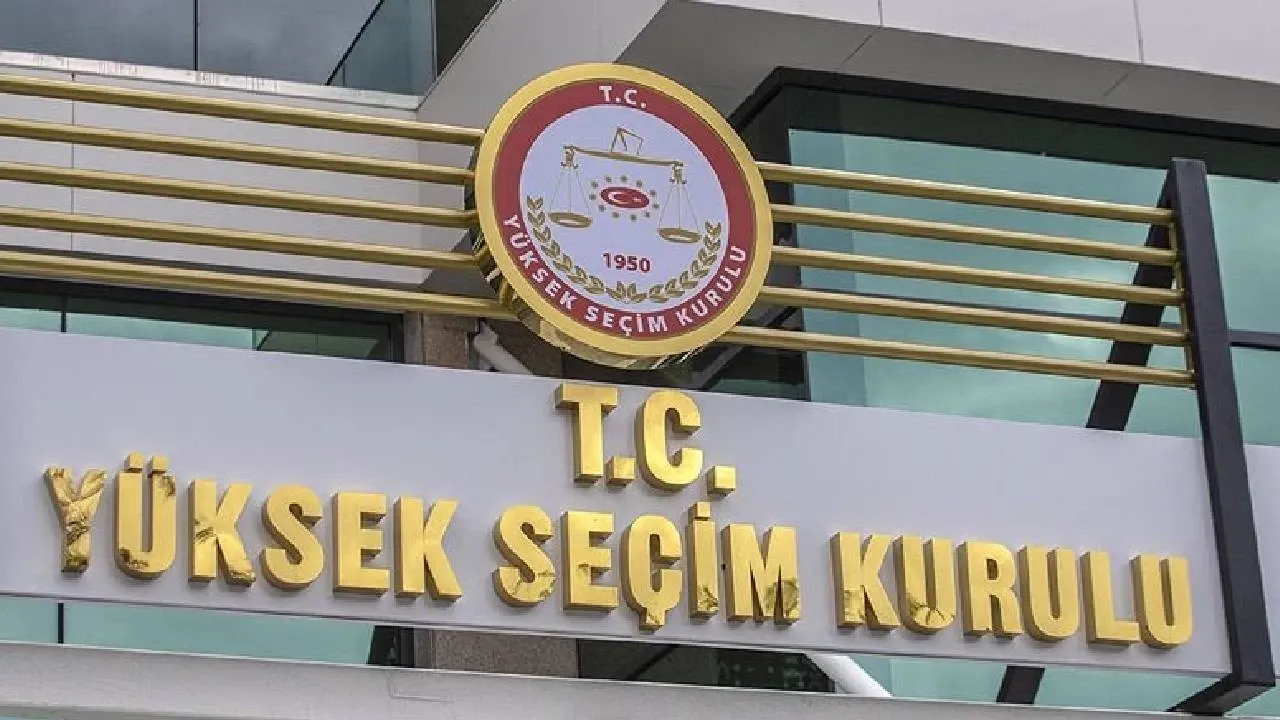 T.C.
1950
YÜKSEK SEÇİM KURULU
T.C.
YÜKSEK SEÇİM KURULU